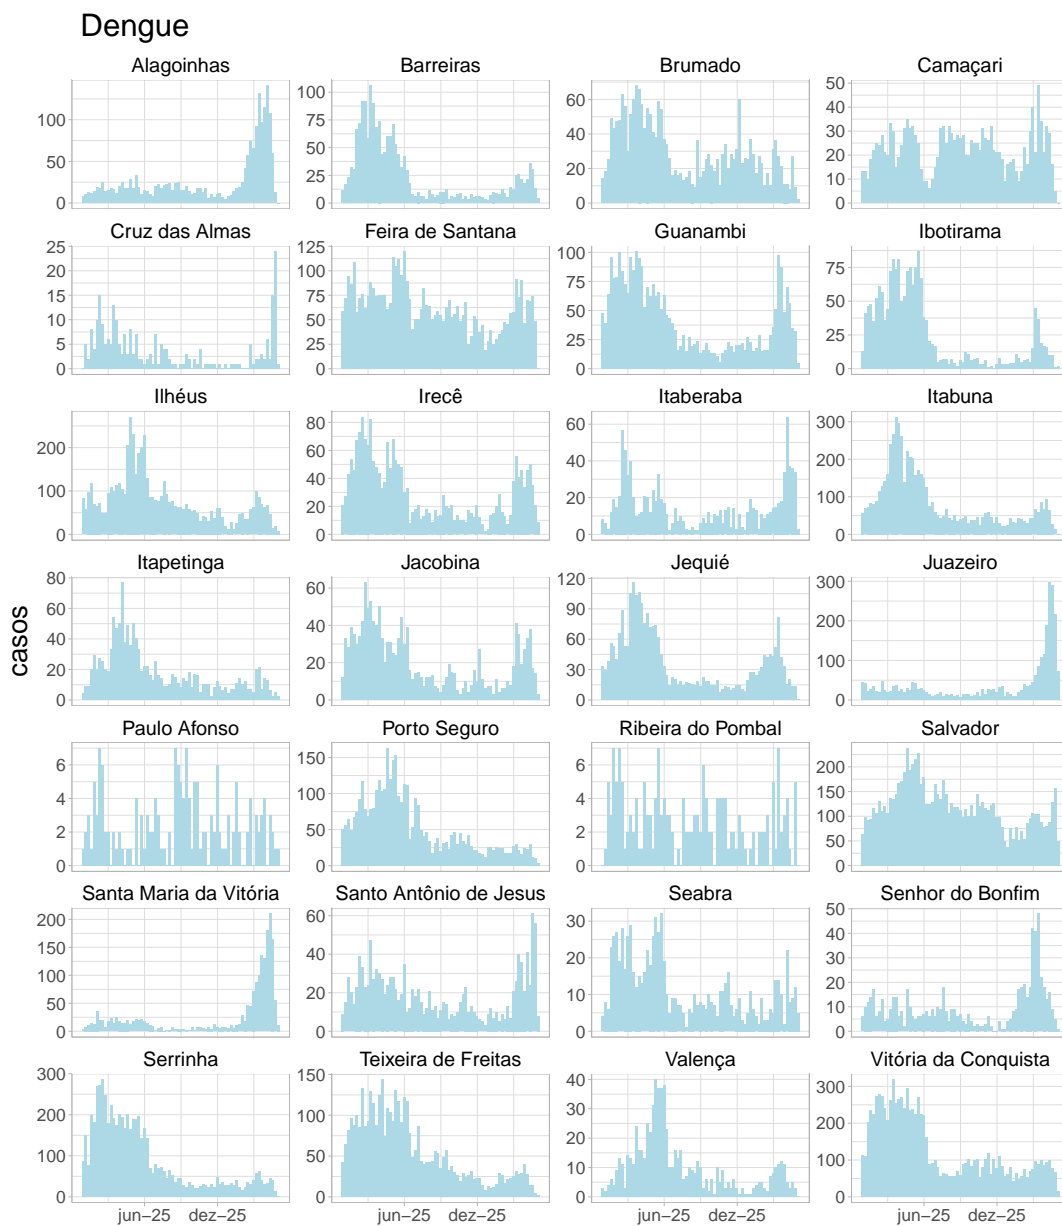 Dengue
Alagoinhas Barreiras Brumado Camaçari
0 50 100
0 25 50 75 100
0 20 40 60
0 10 20 30 40 50
Cruz das Almas Feira de Santana Guanambi Ibotirama
0 5 10 15 20 25
0 25 50 75 100 125
0 25 50 75 100
0 25 50 75
Ilhéus Irecê Itaberaba Itabuna
0 100 200
0 20 40 60 80
0 20 40 60
0 100 200 300
Itapetinga Jacobina Jequié Juazeiro
0 20 40 60 80
0 20 40 60
0 30 60 90 120
0 100 200 300
casos
Paulo Afonso Porto Seguro Ribeira do Pombal Salvador
0 2 4 6
0 50 100 150
0 2 4 6
0 50 100 150 200
Santa Maria da Vitória Santo Antônio de Jesus Seabra Senhor do Bonfim
0 50 100 150 200
0 20 40 60
0 10 20 30
0 10 20 30 40 50
Serrinha Teixeira de Freitas Valença Vitória da Conquista
0 100 200 300
0 50 100 150
0 10 20 30 40
0 100 200 300
jun–25 dez–25 jun–25 dez–25 jun–25 dez–25 jun–25 dez–25